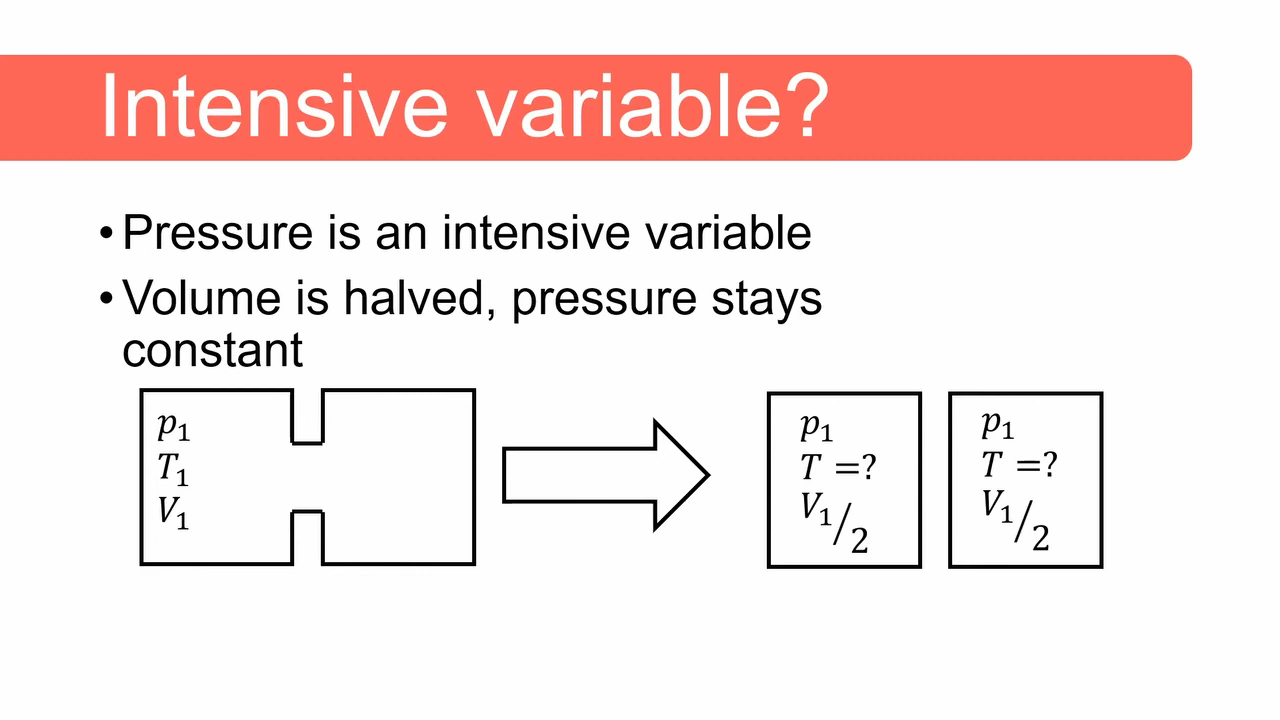 Intensive variable?
• Pressure is an intensive variable
• Volume is halved, pressure stays
constant
p₁
T₁
V₁
p₁
T =?
V₁/2
p₁
T =?
V₁/2